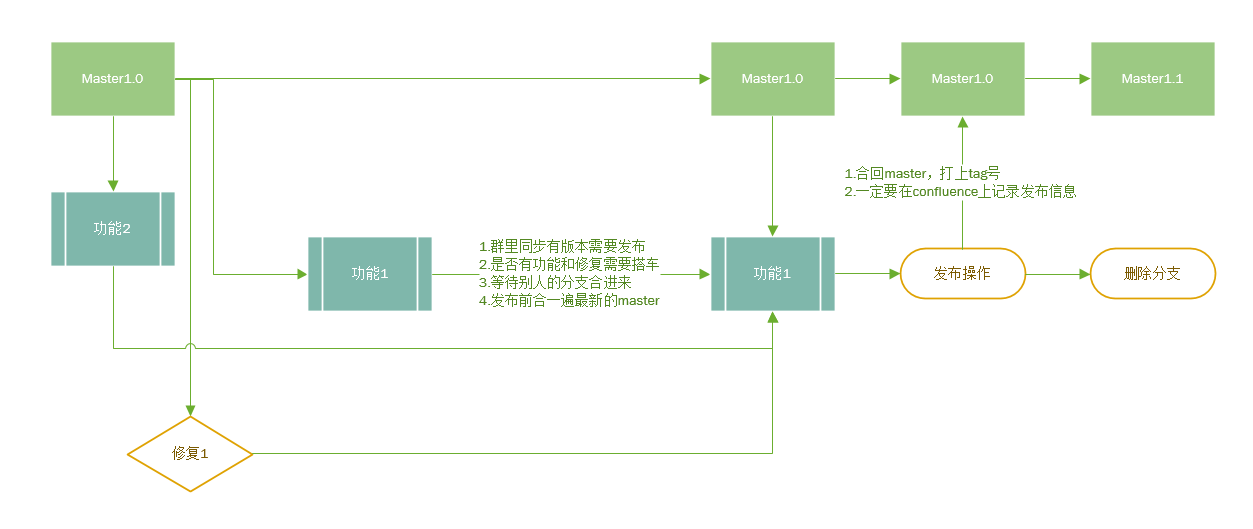 Master1.0
Master1.0
Master1.0
Master1.1
1.合回master，打上tag号
2.一定要在confluence上记录发布信息
功能2
功能1
1.群里同步有版本需要发布
2.是否有功能和修复需要搭车
3.等待别人的分支合进来
4.发布前合一遍最新的master
功能1
发布操作
删除分支
修复1